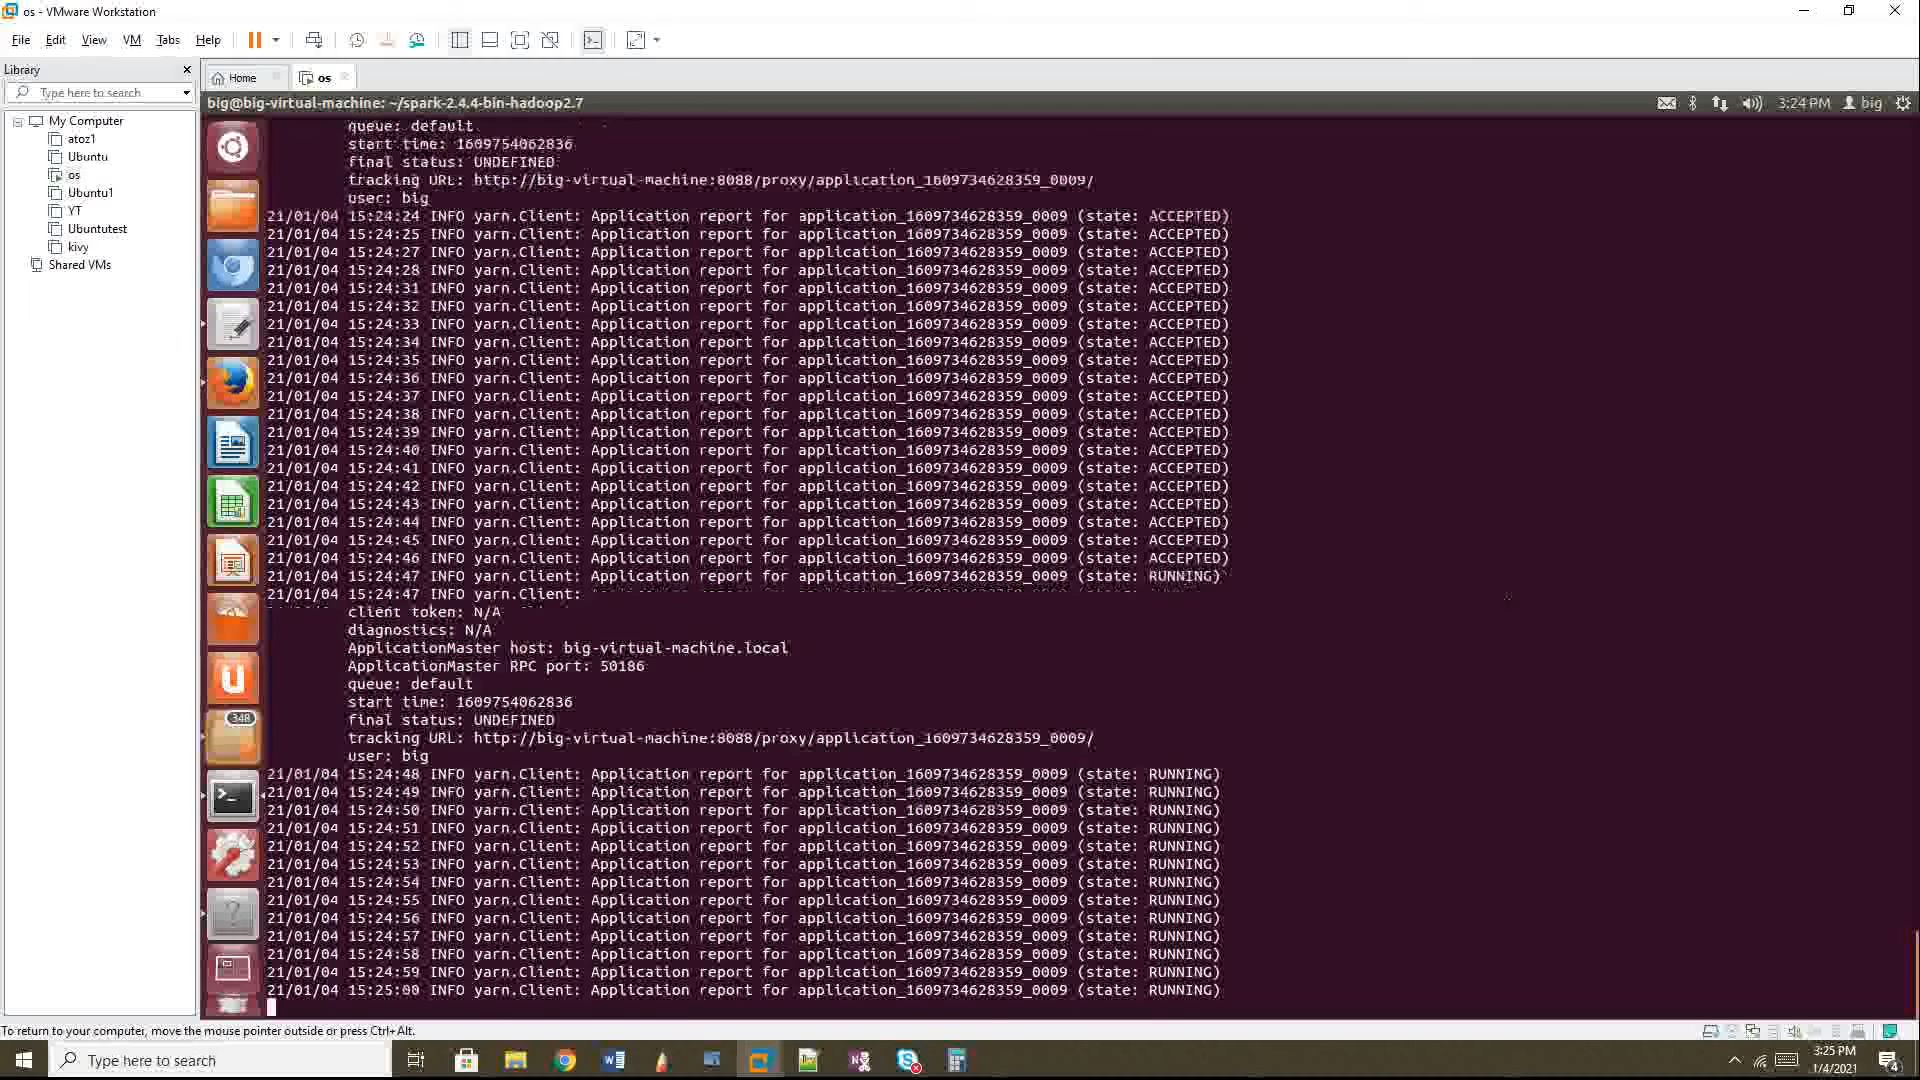 os - VMware Workstation
File Edit View VM Tabs Help
Library
Type here to search
My Computer
atoz1
Ubuntu
os
Ubuntu1
YT
Ubuntutest
kivy
Shared VMs
Home os
big@big-virtual-machine: ~/spark-2.4.4-bin-hadoop2.7 3:24 PM big
queue: default
start time: 1609754062836
final status: UNDEFINED
tracking URL: http://big-virtual-machine:8088/proxy/application_1609734628359_0009/
user: big
21/01/04 15:24:24 INFO yarn.Client: Application report for application_1609734628359_0009 (state: ACCEPTED)
21/01/04 15:24:25 INFO yarn.Client: Application report for application_1609734628359_0009 (state: ACCEPTED)
21/01/04 15:24:27 INFO yarn.Client: Application report for application_1609734628359_0009 (state: ACCEPTED)
21/01/04 15:24:28 INFO yarn.Client: Application report for application_1609734628359_0009 (state: ACCEPTED)
21/01/04 15:24:31 INFO yarn.Client: Application report for application_1609734628359_0009 (state: ACCEPTED)
21/01/04 15:24:32 INFO yarn.Client: Application report for application_1609734628359_0009 (state: ACCEPTED)
21/01/04 15:24:33 INFO yarn.Client: Application report for application_1609734628359_0009 (state: ACCEPTED)
21/01/04 15:24:34 INFO yarn.Client: Application report for application_1609734628359_0009 (state: ACCEPTED)
21/01/04 15:24:35 INFO yarn.Client: Application report for application_1609734628359_0009 (state: ACCEPTED)
21/01/04 15:24:36 INFO yarn.Client: Application report for application_1609734628359_0009 (state: ACCEPTED)
21/01/04 15:24:37 INFO yarn.Client: Application report for application_1609734628359_0009 (state: ACCEPTED)
21/01/04 15:24:38 INFO yarn.Client: Application report for application_1609734628359_0009 (state: ACCEPTED)
21/01/04 15:24:39 INFO yarn.Client: Application report for application_1609734628359_0009 (state: ACCEPTED)
21/01/04 15:24:40 INFO yarn.Client: Application report for application_1609734628359_0009 (state: ACCEPTED)
21/01/04 15:24:41 INFO yarn.Client: Application report for application_1609734628359_0009 (state: ACCEPTED)
21/01/04 15:24:42 INFO yarn.Client: Application report for application_1609734628359_0009 (state: ACCEPTED)
21/01/04 15:24:43 INFO yarn.Client: Application report for application_1609734628359_0009 (state: ACCEPTED)
21/01/04 15:24:44 INFO yarn.Client: Application report for application_1609734628359_0009 (state: ACCEPTED)
21/01/04 15:24:45 INFO yarn.Client: Application report for application_1609734628359_0009 (state: ACCEPTED)
21/01/04 15:24:46 INFO yarn.Client: Application report for application_1609734628359_0009 (state: ACCEPTED)
21/01/04 15:24:47 INFO yarn.Client: Application report for application_1609734628359_0009 (state: RUNNING)
21/01/04 15:24:47 INFO yarn.Client:
client token: N/A
diagnostics: N/A
ApplicationMaster host: big-virtual-machine.local
ApplicationMaster RPC port: 50186
queue: default
start time: 1609754062836
final status: UNDEFINED
tracking URL: http://big-virtual-machine:8088/proxy/application_1609734628359_0009/
user: big
21/01/04 15:24:48 INFO yarn.Client: Application report for application_1609734628359_0009 (state: RUNNING)
21/01/04 15:24:49 INFO yarn.Client: Application report for application_1609734628359_0009 (state: RUNNING)
21/01/04 15:24:50 INFO yarn.Client: Application report for application_1609734628359_0009 (state: RUNNING)
21/01/04 15:24:51 INFO yarn.Client: Application report for application_1609734628359_0009 (state: RUNNING)
21/01/04 15:24:52 INFO yarn.Client: Application report for application_1609734628359_0009 (state: RUNNING)
21/01/04 15:24:53 INFO yarn.Client: Application report for application_1609734628359_0009 (state: RUNNING)
21/01/04 15:24:54 INFO yarn.Client: Application report for application_1609734628359_0009 (state: RUNNING)
21/01/04 15:24:55 INFO yarn.Client: Application report for application_1609734628359_0009 (state: RUNNING)
21/01/04 15:24:56 INFO yarn.Client: Application report for application_1609734628359_0009 (state: RUNNING)
21/01/04 15:24:57 INFO yarn.Client: Application report for application_1609734628359_0009 (state: RUNNING)
21/01/04 15:24:58 INFO yarn.Client: Application report for application_1609734628359_0009 (state: RUNNING)
21/01/04 15:24:59 INFO yarn.Client: Application report for application_1609734628359_0009 (state: RUNNING)
21/01/04 15:25:00 INFO yarn.Client: Application report for application_1609734628359_0009 (state: RUNNING)
348
To return to your computer, move the mouse pointer outside or press Ctrl+Alt.
Type here to search
3:25 PM
1/4/2021
4